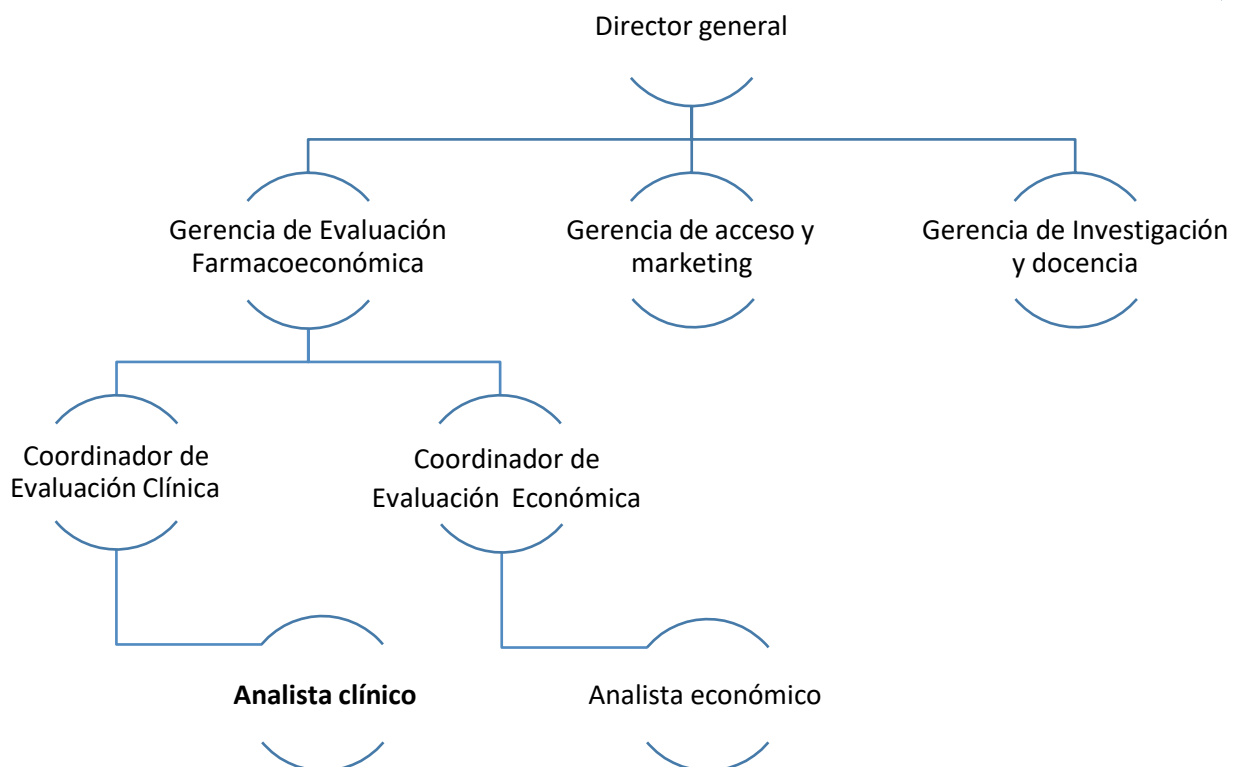 Director general
Gerencia de Evaluación
Farmacoeconómica
Gerencia de acceso y
marketing
Gerencia de Investigación
y docencia
Coordinador de
Evaluación Clínica
Coordinador de
Evaluación Económica
Analista clínico
Analista económico